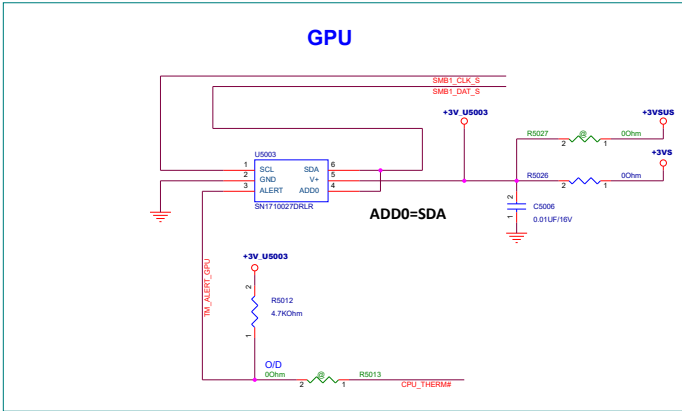 GPU
SMB1_CLK_S
SMB1_DAT_S
+3V_U5003
+3VSUS
R5027
@
0Ohm
2
1
+3VS
U5003
R5026
0Ohm
2
1
1
SCL
SDA
6
2
GND
V+
5
3
ALERT
ADD0
4
SN1710027DRLR
ADD0=SDA
2
C5006
1
0.01UF/16V
+3V_U5003
TM_ALERT_GPU
2
R5012
4.7KOhm
1
O/D
0Ohm
@
R5013
2
1
CPU_THERM#